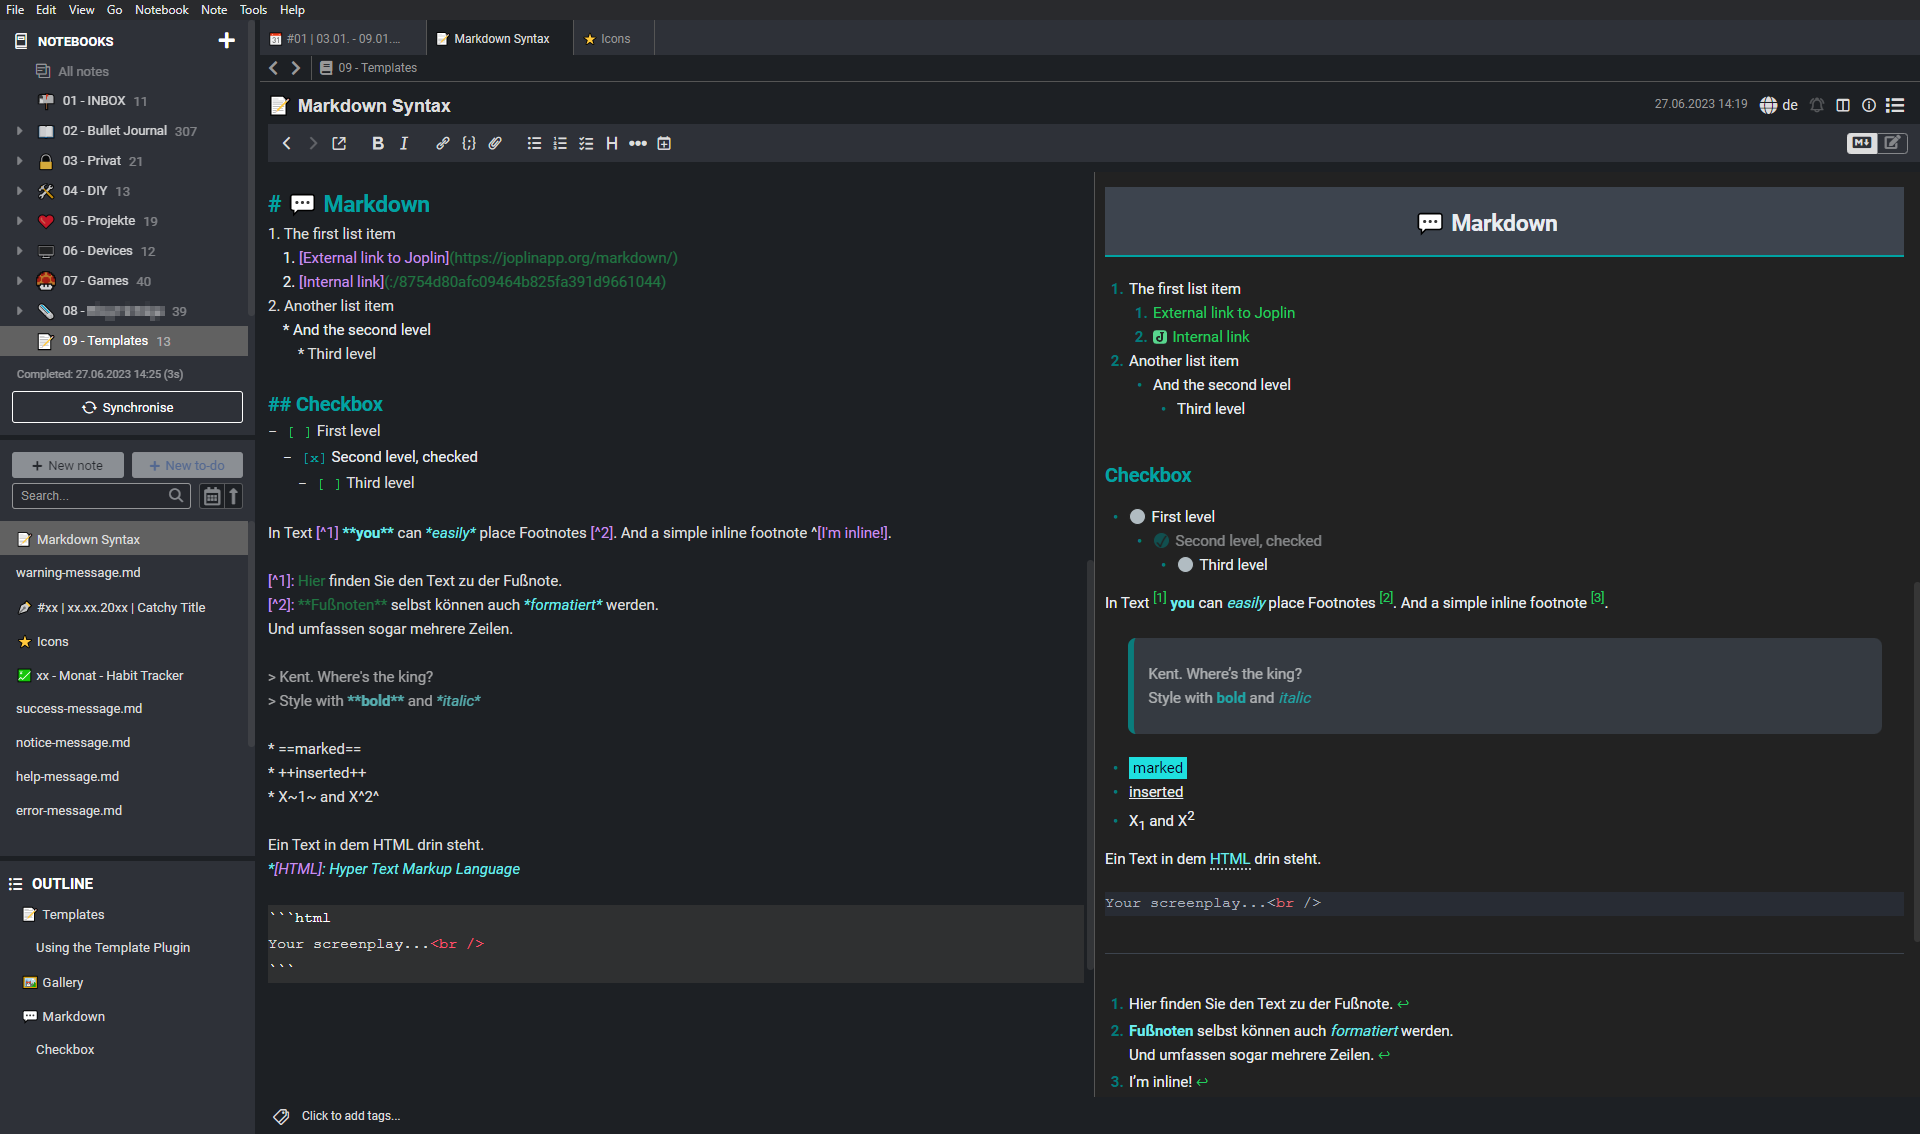 File Edit View Go Notebook Note Tools Help
NOTEBOOKS
All notes
01 - INBOX 11
02 - Bullet Journal 307
03 - Privat 21
04 - DIY 13
05 - Projekte 19
06 - Devices 12
07 - Games 40
08 - 39
09 - Templates 13
Completed: 27.06.2023 14:25 (3s)
Synchronise
+ New note + New to-do
Search...
Markdown Syntax
warning-message.md
#xx | xx.xx.20xx | Catchy Title
Icons
xx - Monat - Habit Tracker
success-message.md
notice-message.md
help-message.md
error-message.md
OUTLINE
Templates
Using the Template Plugin
Gallery
Markdown
Checkbox
#01 | 03.01. - 09.01.... Markdown Syntax Icons
09 - Templates
Markdown Syntax 27.06.2023 14:19 de
B I H M
# Markdown
1. The first list item
1. [External link to Joplin](https://joplinapp.org/markdown/)
2. [Internal link](:/8754d80afc09464b825fa391d9661044)
2. Another list item
* And the second level
* Third level
## Checkbox
- [ ] First level
- [x] Second level, checked
- [ ] Third level
In Text [^1] **you** can *easily* place Footnotes [^2]. And a simple inline footnote ^[I'm inline!].
[^1]: Hier finden Sie den Text zu der Fußnote.
[^2]: **Fußnoten** selbst können auch *formatiert* werden.
Und umfassen sogar mehrere Zeilen.
> Kent. Where's the king?
> Style with **bold** and *italic*
* ==marked==
* ++inserted++
* X~1~ and X^2^
Ein Text in dem HTML drin steht.
*[HTML]: Hyper Text Markup Language
```html
Your screenplay...<br />
```
Click to add tags...
Markdown
1. The first list item
1. External link to Joplin
2. Internal link
2. Another list item
• And the second level
• Third level
Checkbox
• First level
• Second level, checked
• Third level
In Text [1] you can easily place Footnotes [2]. And a simple inline footnote [3].
Kent. Where's the king?
Style with bold and italic
• marked
• inserted
• X1 and X2
Ein Text in dem HTML drin steht.
Your screenplay...<br />
1. Hier finden Sie den Text zu der Fußnote. ↩
2. Fußnoten selbst können auch formatiert werden.
Und umfassen sogar mehrere Zeilen. ↩
3. I'm inline! ↩